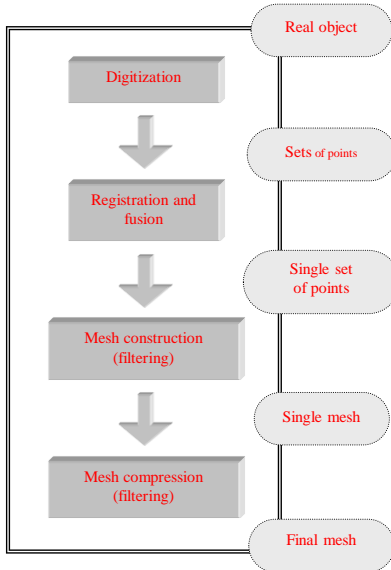 Real object
Digitization
Sets of points
Registration and
fusion
Single set
of points
Mesh construction
(filtering)
Single mesh
Mesh compression
(filtering)
Final mesh